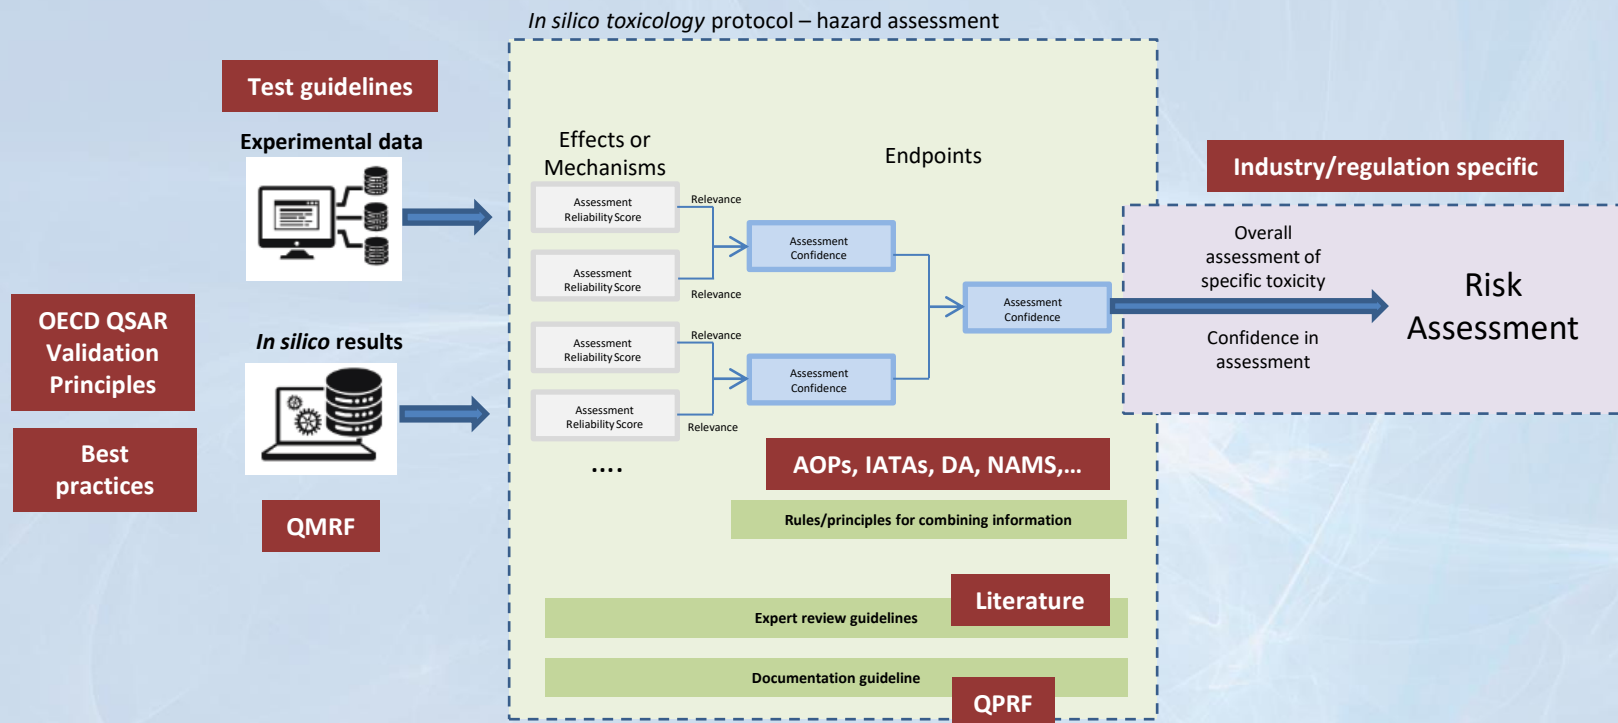 In silico toxicology protocol – hazard assessment
Test guidelines
Experimental data
OECD QSAR
Validation
Principles
Best
practices
In silico results
QMRF
Effects or
Mechanisms
Endpoints
Assessment
Reliability Score
Relevance
Assessment
Reliability Score
Relevance
Assessment
Reliability Score
Relevance
Assessment
Reliability Score
Relevance
....
Assessment
Confidence
Assessment
Confidence
Assessment
Confidence
AOPs, IATAs, DA, NAMS,...
Rules/principles for combining information
Literature
Expert review guidelines
Documentation guideline
QPRF
Industry/regulation specific
Overall
assessment of
specific toxicity
Confidence in
assessment
Risk
Assessment